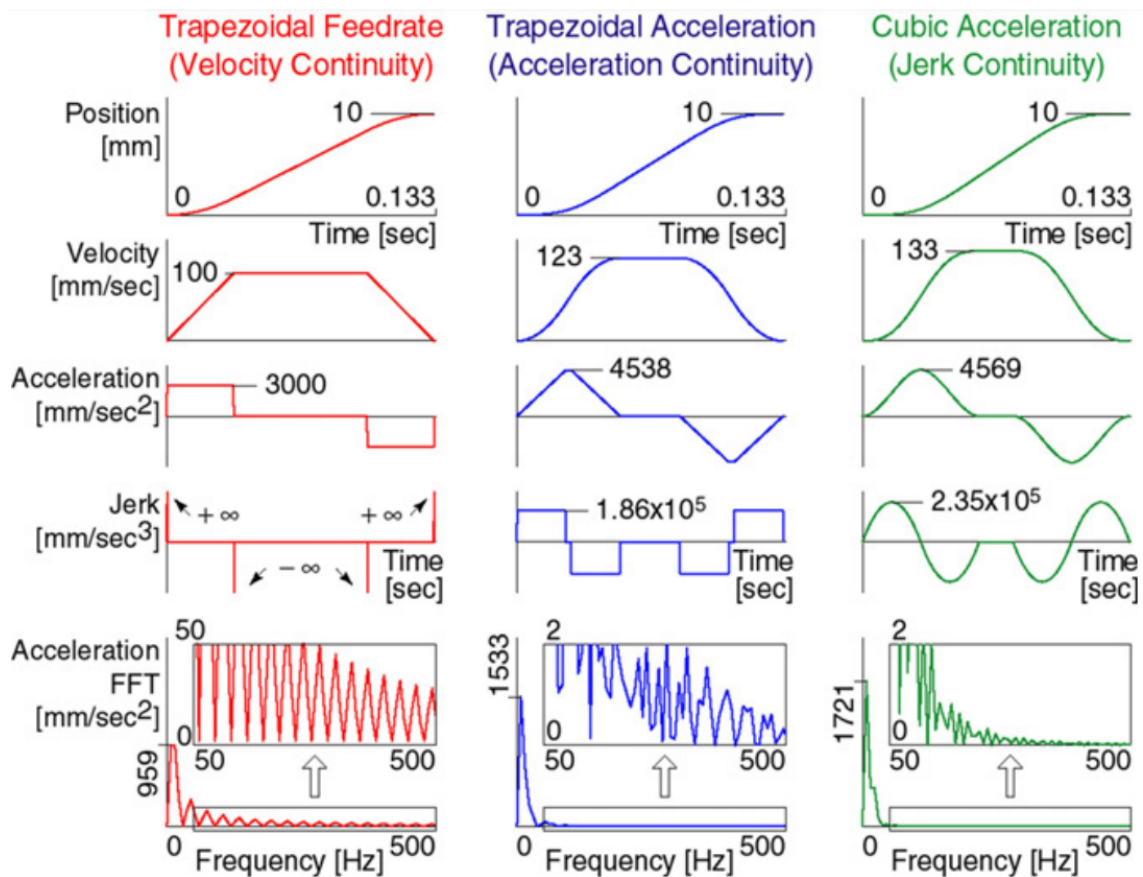 Trapezoidal Feedrate
(Velocity Continuity)
Trapezoidal Acceleration
(Acceleration Continuity)
Cubic Acceleration
(Jerk Continuity)
Position
[mm]
10
0
0.133
Time [sec]
10
0
0.133
Time [sec]
10
0
0.133
Time [sec]
Velocity
[mm/sec]
100
123
133
Acceleration
[mm/sec²]
3000
4538
4569
Jerk
[mm/sec³]
+ ∞
+ ∞
− ∞
Time
[sec]
1.86x10⁵
Time
[sec]
2.35x10⁵
Time
[sec]
Acceleration
FFT
[mm/sec²]
50
0
50
500
959
0
500
Frequency [Hz]
2
0
50
500
1533
0
500
Frequency [Hz]
2
0
50
500
1721
0
500
Frequency [Hz]